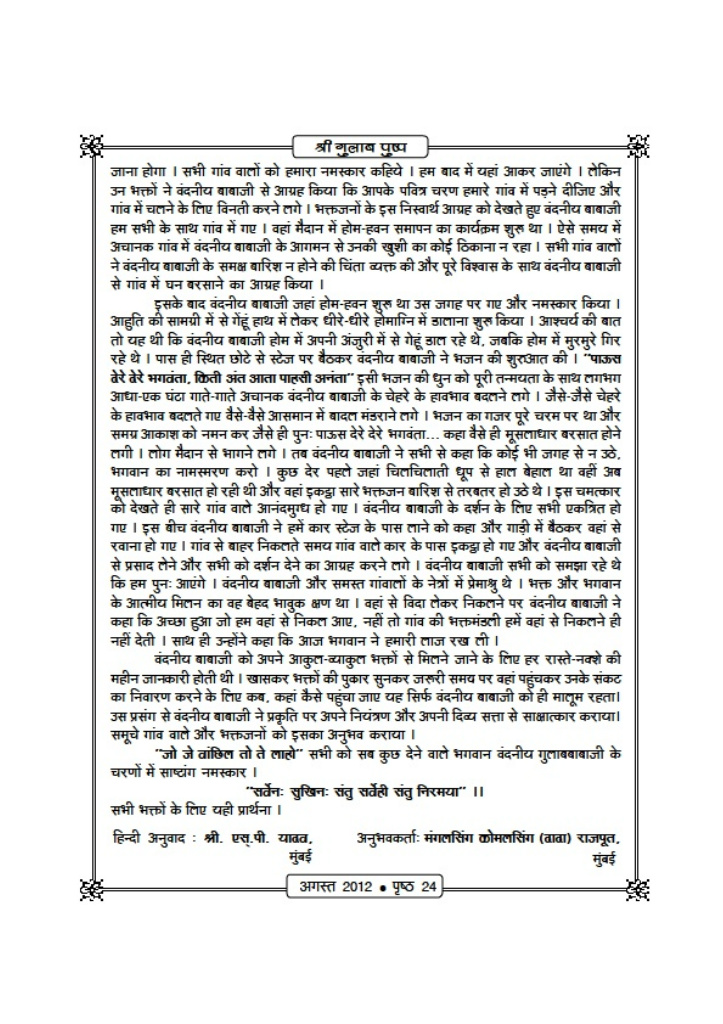 श्री गुलाब पुष्प
जाना होगा । सभी गांव वालों को हमारा नमस्कार कहिये । हम बाद में यहां आकर जाएंगे । लेकिन
उन भक्तों ने वंदनीय बाबाजी से आग्रह किया कि आपके पवित्र चरण हमारे गांव में पड़ने दीजिए और
गांव में चलने के लिए विनती करने लगे । भक्तजनों के इस निस्वार्थ आग्रह को देखते हुए वंदनीय बाबाजी
हम सभी के साथ गांव में गए । वहां मैदान में होम-हवन समापन का कार्यक्रम शुरू था । ऐसे समय में
अचानक गांव में वंदनीय बाबाजी के आगमन से उनकी खुशी का कोई ठिकाना न रहा । सभी गांव वालों
ने वंदनीय बाबाजी के समक्ष बारिश न होने की चिंता व्यक्त की और पूरे विश्वास के साथ वंदनीय बाबाजी
से गांव में घन बरसाने का आग्रह किया ।
इसके बाद वंदनीय बाबाजी जहां होम-हवन शुरू था उस जगह पर गए और नमस्कार किया ।
आहुति की सामग्री में से गेंहूं हाथ में लेकर धीरे-धीरे होमाग्नि में डालाना शुरू किया । आश्चर्य की बात
तो यह थी कि वंदनीय बाबाजी होम में अपनी अंजुरी में से गेहूं डाल रहे थे, जबकि होम में मुरमुरे गिर
रहे थे । पास ही स्थित छोटे से स्टेज पर बैठकर वंदनीय बाबाजी ने भजन की शुरुआत की । "पाऊस
देरे देरे भगवंता, किती अंत आता पाहसी अनंता" इसी भजन की धुन को पूरी तन्मयता के साथ लगभग
आधा-एक घंटा गाते-गाते अचानक वंदनीय बाबाजी के चेहरे के हावभाव बदलने लगे । जैसे-जैसे चेहरे
के हावभाव बदलते गए वैसे-वैसे आसमान में बादल मंडराने लगे । भजन का गजर पूरे चरम पर था और
समग्र आकाश को नमन कर जैसे ही पुनः पाऊस देरे देरे भगवंता... कहा वैसे ही मूसलाधार बरसात होने
लगी । लोग मैदान से भागने लगे । तब वंदनीय बाबाजी ने सभी से कहा कि कोई भी जगह से न उठे,
भगवान का नामस्मरण करो । कुछ देर पहले जहां चिलचिलाती धूप से हाल बेहाल था वहीं अब
मूसलाधार बरसात हो रही थी और वहां इकट्ठा सारे भक्तजन बारिश से तरबतर हो उठे थे । इस चमत्कार
को देखते ही सारे गांव वाले आनंदमुग्ध हो गए । वंदनीय बाबाजी के दर्शन के लिए सभी एकत्रित हो
गए । इस बीच वंदनीय बाबाजी ने हमें कार स्टेज के पास लाने को कहा और गाड़ी में बैठकर वहां से
रवाना हो गए । गांव से बाहर निकलते समय गांव वाले कार के पास इकट्ठा हो गए और वंदनीय बाबाजी
से प्रसाद लेने और सभी को दर्शन देने का आग्रह करने लगे । वंदनीय बाबाजी सभी को समझा रहे थे
कि हम पुनः आएंगे । वंदनीय बाबाजी और समस्त गांवालों के नेत्रों में प्रेमाश्रु थे । भक्त और भगवान
के आत्मीय मिलन का वह बेहद भावुक क्षण था । वहां से विदा लेकर निकलने पर वंदनीय बाबाजी ने
कहा कि अच्छा हुआ जो हम वहां से निकल आए, नहीं तो गांव की भक्तमंडली हमें वहां से निकलने ही
नहीं देती । साथ ही उन्होंने कहा कि आज भगवान ने हमारी लाज रख ली ।
वंदनीय बाबाजी को अपने आकुल-व्याकुल भक्तों से मिलने जाने के लिए हर रास्ते-नक्शे की
महीन जानकारी होती थी । खासकर भक्तों की पुकार सुनकर जरूरी समय पर वहां पहुंचकर उनके संकट
का निवारण करने के लिए कब, कहां कैसे पहुंचा जाए यह सिर्फ वंदनीय बाबाजी को ही मालूम रहता।
उस प्रसंग से वंदनीय बाबाजी ने प्रकृति पर अपने नियंत्रण और अपनी दिव्य सत्ता से साक्षात्कार कराया।
समूचे गांव वाले और भक्तजनों को इसका अनुभव कराया ।
"जो जे वांछिल तो ते लाहो" सभी को सब कुछ देने वाले भगवान वंदनीय गुलाबबाबाजी के
चरणों में साष्टांग नमस्कार ।
"सर्वेनः सुखिनः संतु सर्वेही संतु निरमया" ।।
सभी भक्तों के लिए यही प्रार्थना ।
हिन्दी अनुवाद : श्री. एस्.पी. यादव, अनुभवकर्ताः मंगलसिंग कोमलसिंग (दादा) राजपूत,
मुंबई मुंबई
अगस्त 2012 ● पृष्ठ 24